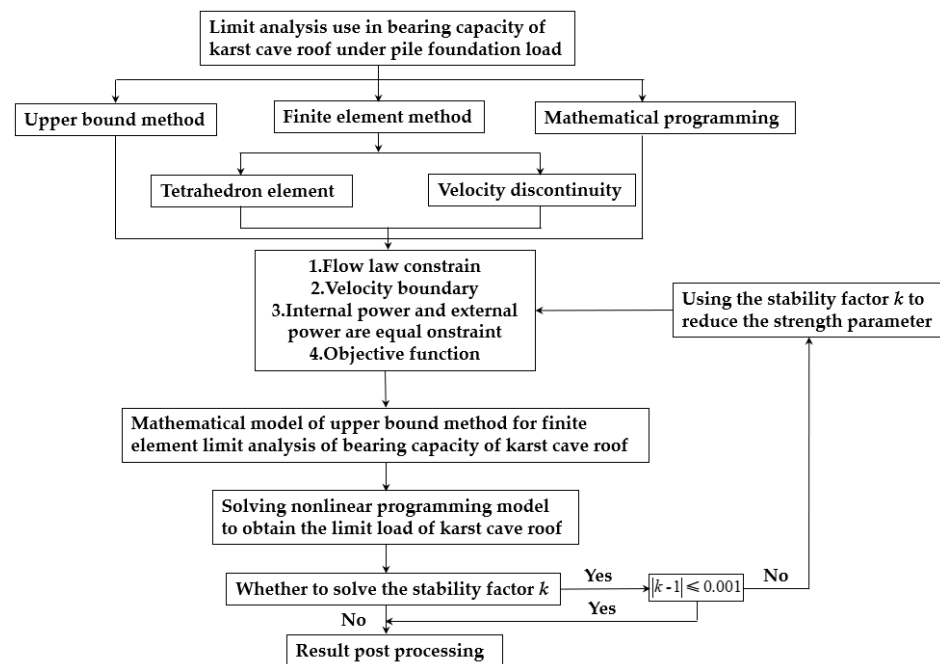 Limit analysis use in bearing capacity of
karst cave roof under pile foundation load
Upper bound method
Finite element method
Mathematical programming
Tetrahedron element
Velocity discontinuity
1.Flow law constrain
2.Velocity boundary
3.Internal power and external
power are equal onstraint
4.Objective function
Using the stability factor k to
reduce the strength parameter
Mathematical model of upper bound method for finite
element limit analysis of bearing capacity of karst cave roof
Solving nonlinear programming model
to obtain the limit load of karst cave roof
Whether to solve the stability factor k
Yes
|k-1|≤0.001
No
Yes
No
Result post processing